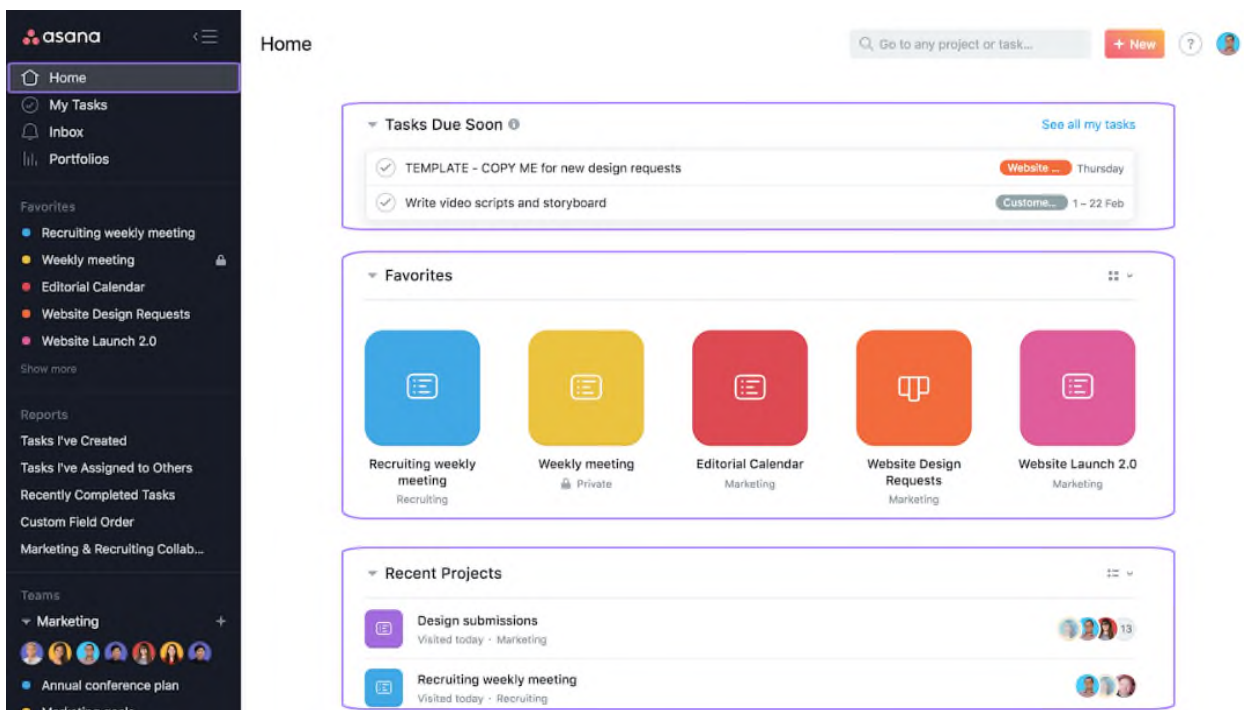 asana
Home
My Tasks
Inbox
Portfolios
Favorites
Recruiting weekly meeting
Weekly meeting
Editorial Calendar
Website Design Requests
Website Launch 2.0
Show more
Reports
Tasks I've Created
Tasks I've Assigned to Others
Recently Completed Tasks
Custom Field Order
Marketing & Recruiting Collab...
Teams
Marketing
+
Annual conference plan
Marketing goals
Home
Go to any project or task...
+ New
?
Tasks Due Soon
See all my tasks
TEMPLATE - COPY ME for new design requests
Website ...
Thursday
Write video scripts and storyboard
Custome...
1 – 22 Feb
Favorites
Recruiting weekly
meeting
Recruiting
Weekly meeting
Private
Editorial Calendar
Marketing
Website Design
Requests
Marketing
Website Launch 2.0
Marketing
Recent Projects
Design submissions
Visited today · Marketing
13
Recruiting weekly meeting
Visited today · Recruiting